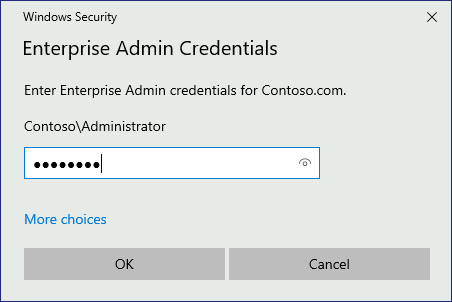 Windows Security
Enterprise Admin Credentials
Enter Enterprise Admin credentials for Contoso.com.
Contoso\Administrator
●●●●●●●●
More choices
OK
Cancel